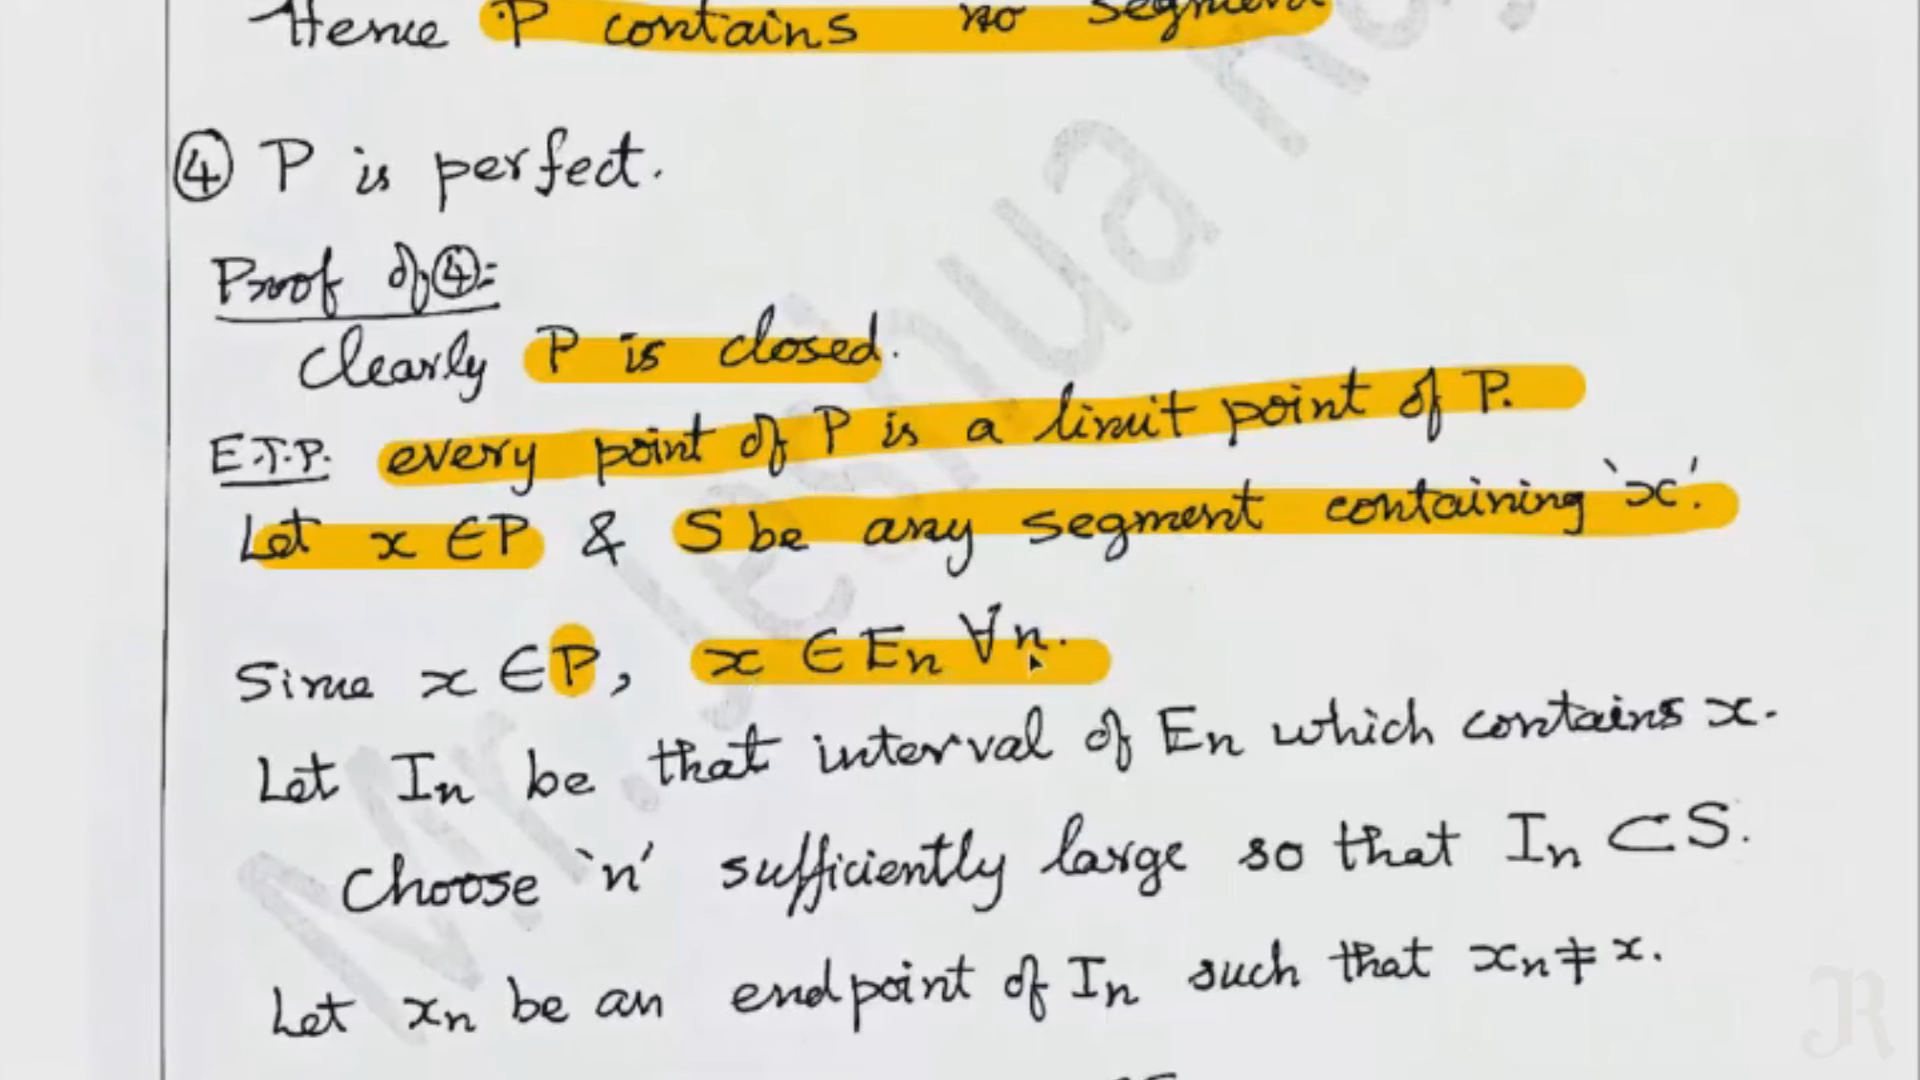 Hence P contains no segment
④ P is perfect.
Proof of ④:
Clearly P is closed.
E.T.P. every point of P is a limit point of P.
Let x ∈ P & S be any segment containing 'x'.
Since x ∈ P, x ∈ En ∀n.
Let In be that interval of En which contains x.
Choose 'n' sufficiently large so that In ⊂ S.
Let xn be an endpoint of In such that xn ≠ x.